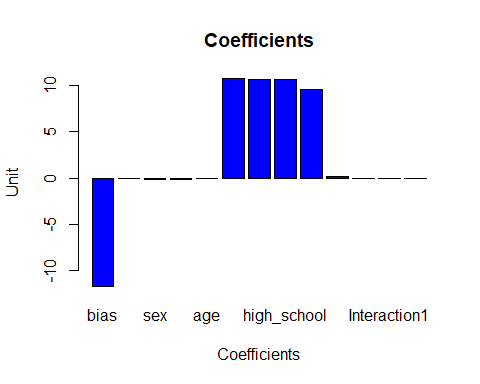 Coefficients
10
5
0
-5
-10
Unit
bias sex age high_school Interaction1
Coefficients